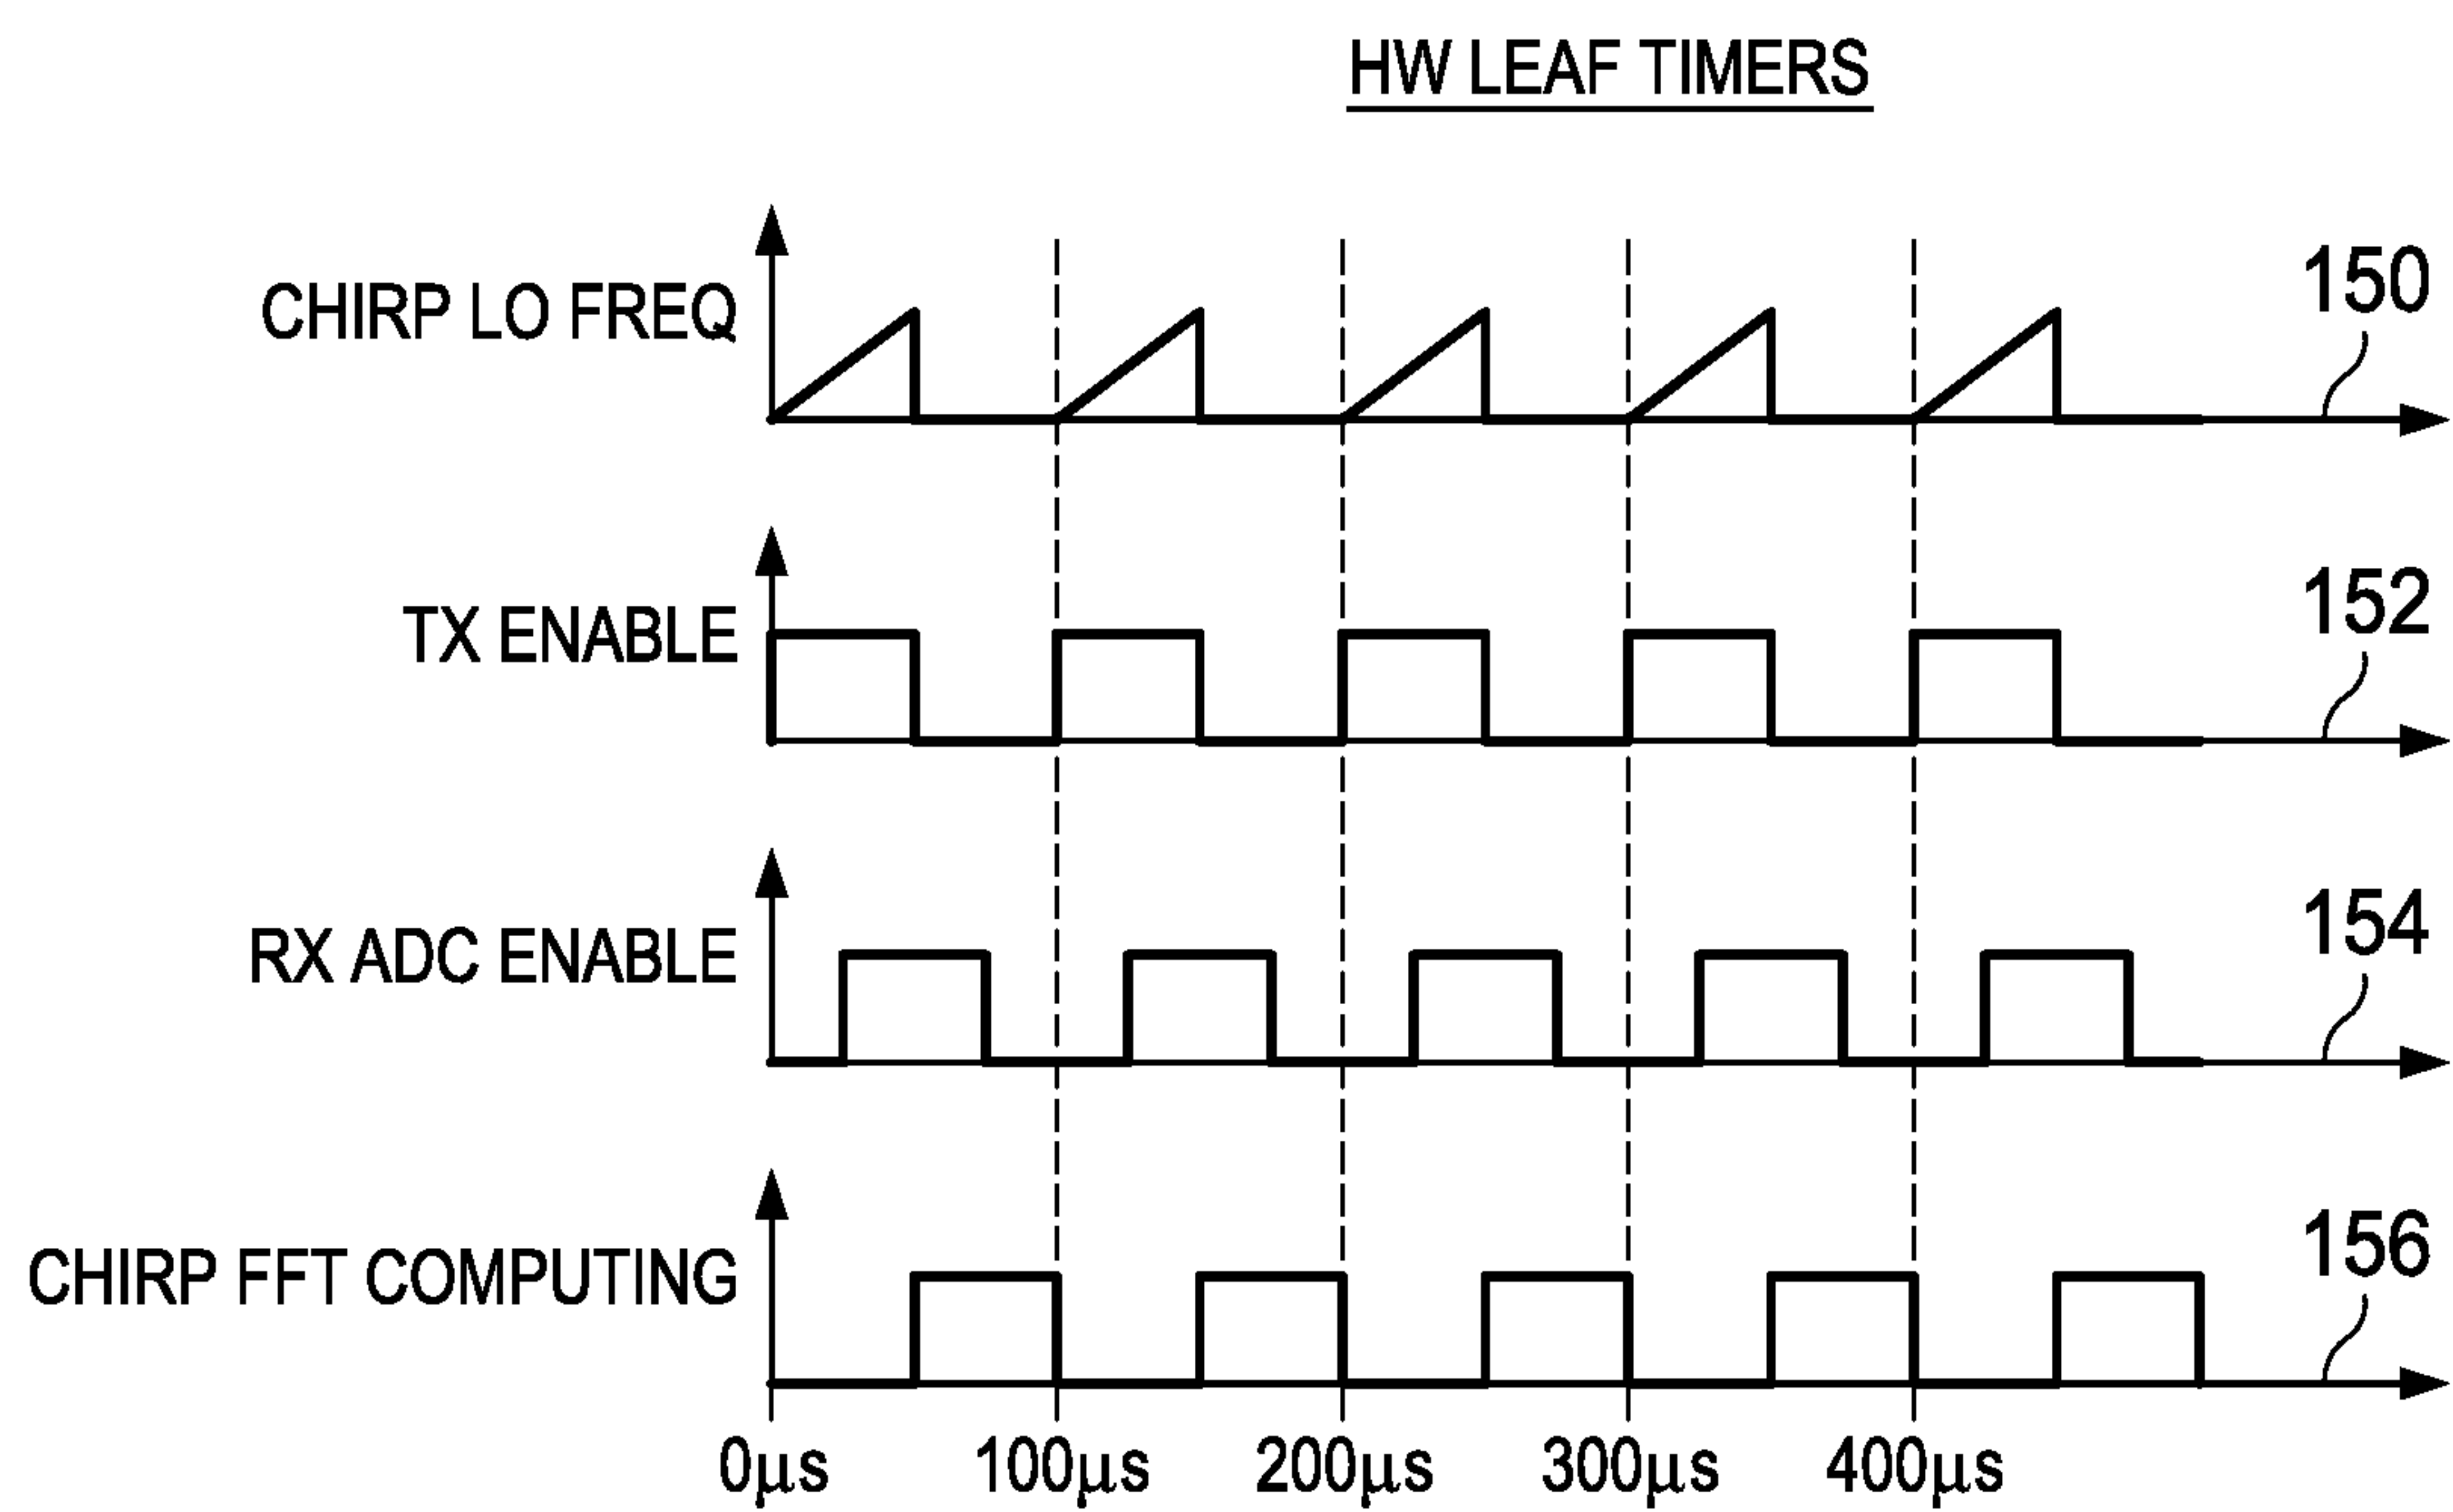 HW LEAF TIMERS
CHIRP LO FREQ
150
TX ENABLE
152
RX ADC ENABLE
154
CHIRP FFT COMPUTING
156
0µs 100µs 200µs 300µs 400µs